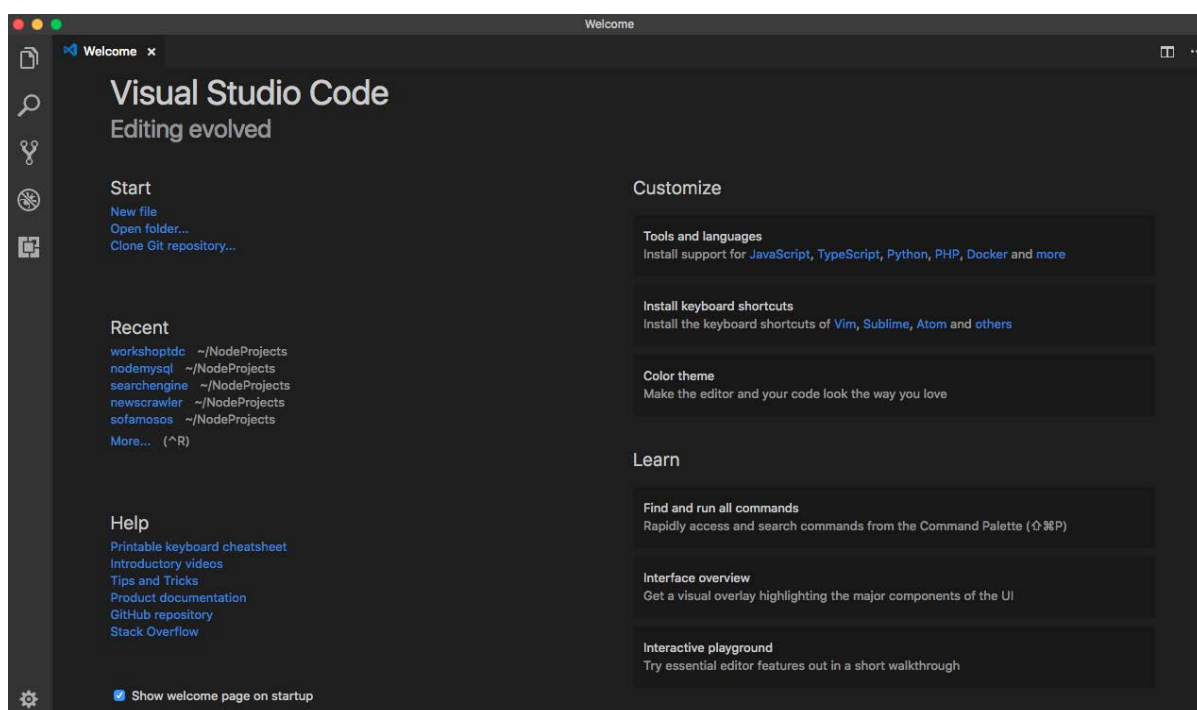 Welcome
Welcome ×
Visual Studio Code
Editing evolved
Start
New file
Open folder...
Clone Git repository...
Recent
workshoptdc ~/NodeProjects
nodemysql ~/NodeProjects
searchengine ~/NodeProjects
newscrawler ~/NodeProjects
sofamosos ~/NodeProjects
More... (^R)
Help
Printable keyboard cheatsheet
Introductory videos
Tips and Tricks
Product documentation
GitHub repository
Stack Overflow
Show welcome page on startup
Customize
Tools and languages
Install support for JavaScript, TypeScript, Python, PHP, Docker and more
Install keyboard shortcuts
Install the keyboard shortcuts of Vim, Sublime, Atom and others
Color theme
Make the editor and your code look the way you love
Learn
Find and run all commands
Rapidly access and search commands from the Command Palette (⇧⌘P)
Interface overview
Get a visual overlay highlighting the major components of the UI
Interactive playground
Try essential editor features out in a short walkthrough